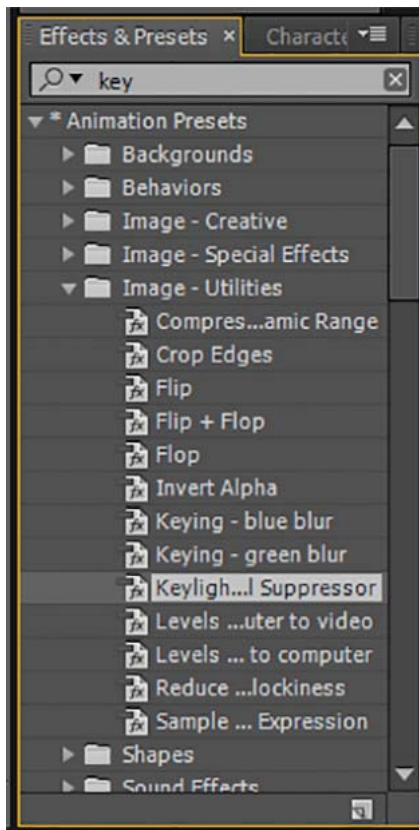 Effects & Presets × Characte
key
* Animation Presets
Backgrounds
Behaviors
Image - Creative
Image - Special Effects
Image - Utilities
Compres...amic Range
Crop Edges
Flip
Flip + Flop
Flop
Invert Alpha
Keying - blue blur
Keying - green blur
Keyligh...l Suppressor
Levels ...uter to video
Levels ... to computer
Reduce ...lockiness
Sample ... Expression
Shapes
Sound Effects